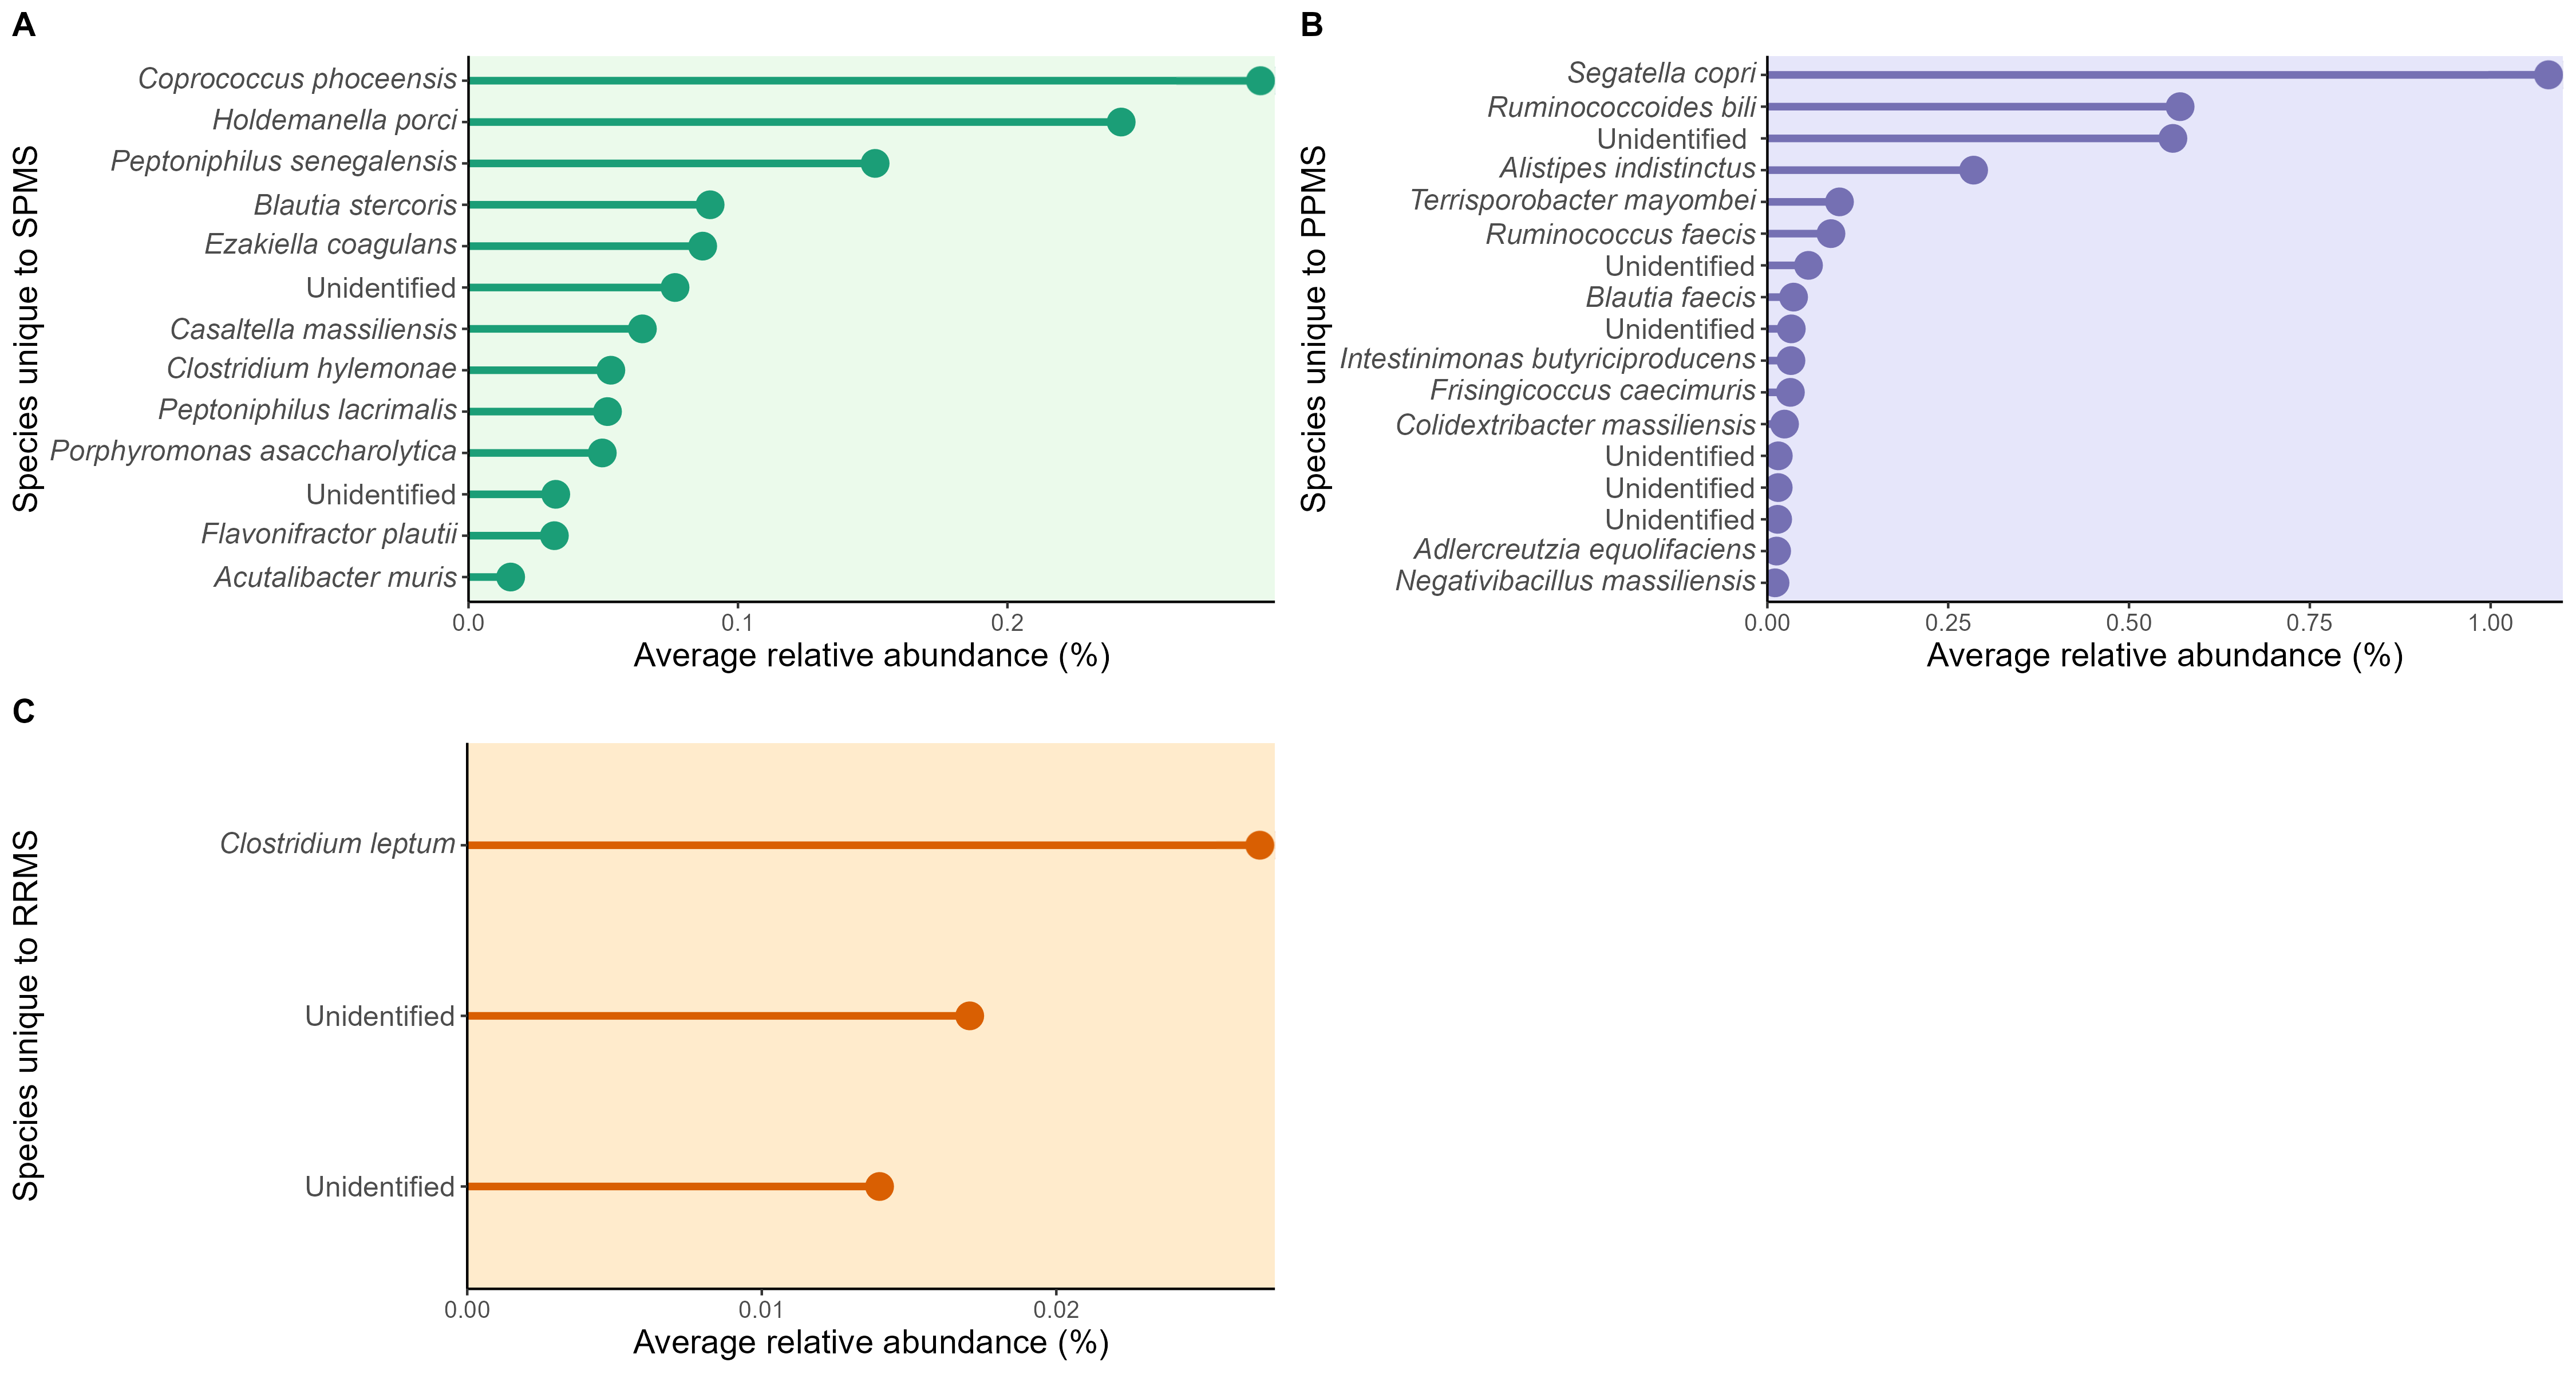 A
Species unique to SPMS
Coprococcus phoceensis
Holdemanella porci
Peptoniphilus senegalensis
Blautia stercoris
Ezakiella coagulans
Unidentified
Casaltella massiliensis
Clostridium hylemonae
Peptoniphilus lacrimalis
Porphyromonas asaccharolytica
Unidentified
Flavonifractor plautii
Acutalibacter muris
0.0 0.1 0.2
Average relative abundance (%)
B
Species unique to PPMS
Segatella copri
Ruminococcoides bili
Unidentified
Alistipes indistinctus
Terrisporobacter mayombei
Ruminococcus faecis
Unidentified
Blautia faecis
Unidentified
Intestinimonas butyriciproducens
Frisingicoccus caecimuris
Colidextribacter massiliensis
Unidentified
Unidentified
Unidentified
Adlercreutzia equolifaciens
Negativibacillus massiliensis
0.00 0.25 0.50 0.75 1.00
Average relative abundance (%)
C
Species unique to RRMS
Clostridium leptum
Unidentified
Unidentified
0.00 0.01 0.02
Average relative abundance (%)